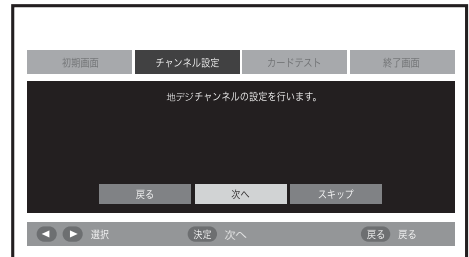 初期画面 チャンネル設定 カードテスト 終了画面
地デジチャンネルの設定を行います。
戻る 次へ スキップ
選択 決定 次へ 戻る 戻る